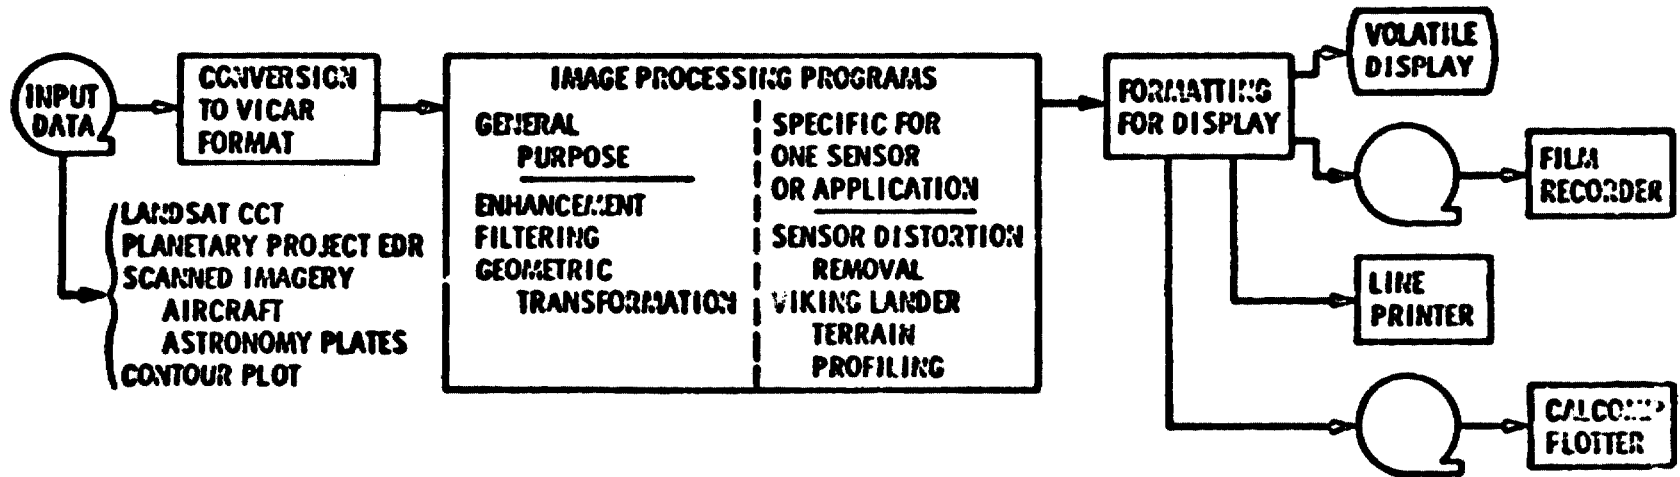 INPUT
DATA
CONVERSION
TO VICAR
FORMAT
LANDSAT CCT
PLANETARY PROJECT EDR
SCANNED IMAGERY
AIRCRAFT
ASTRONOMY PLATES
CONTOUR PLOT
IMAGE PROCESSING PROGRAMS
GENERAL
PURPOSE
ENHANCEMENT
FILTERING
GEOMETRIC
TRANSFORMATION
SPECIFIC FOR
ONE SENSOR
OR APPLICATION
SENSOR DISTORTION
REMOVAL
VIKING LANDER
TERRAIN
PROFILING
FORMATTING
FOR DISPLAY
VOLATILE
DISPLAY
FILM
RECORDER
LINE
PRINTER
CALCOMP
PLOTTER